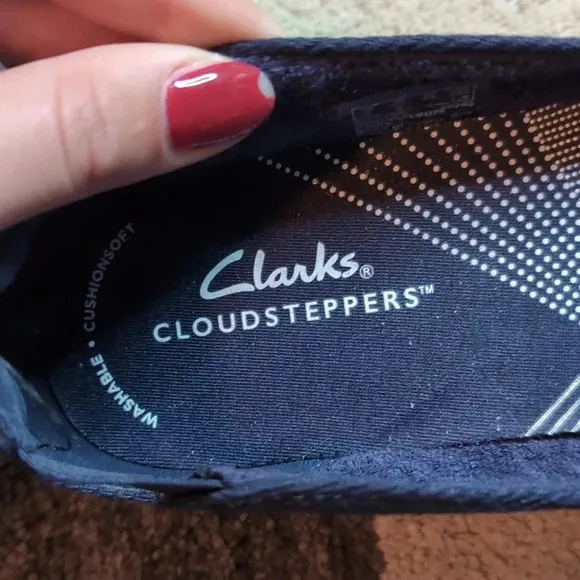 Clarks®
CLOUDSTEPPERS™
WASHABLE • CUSHIONSOFT